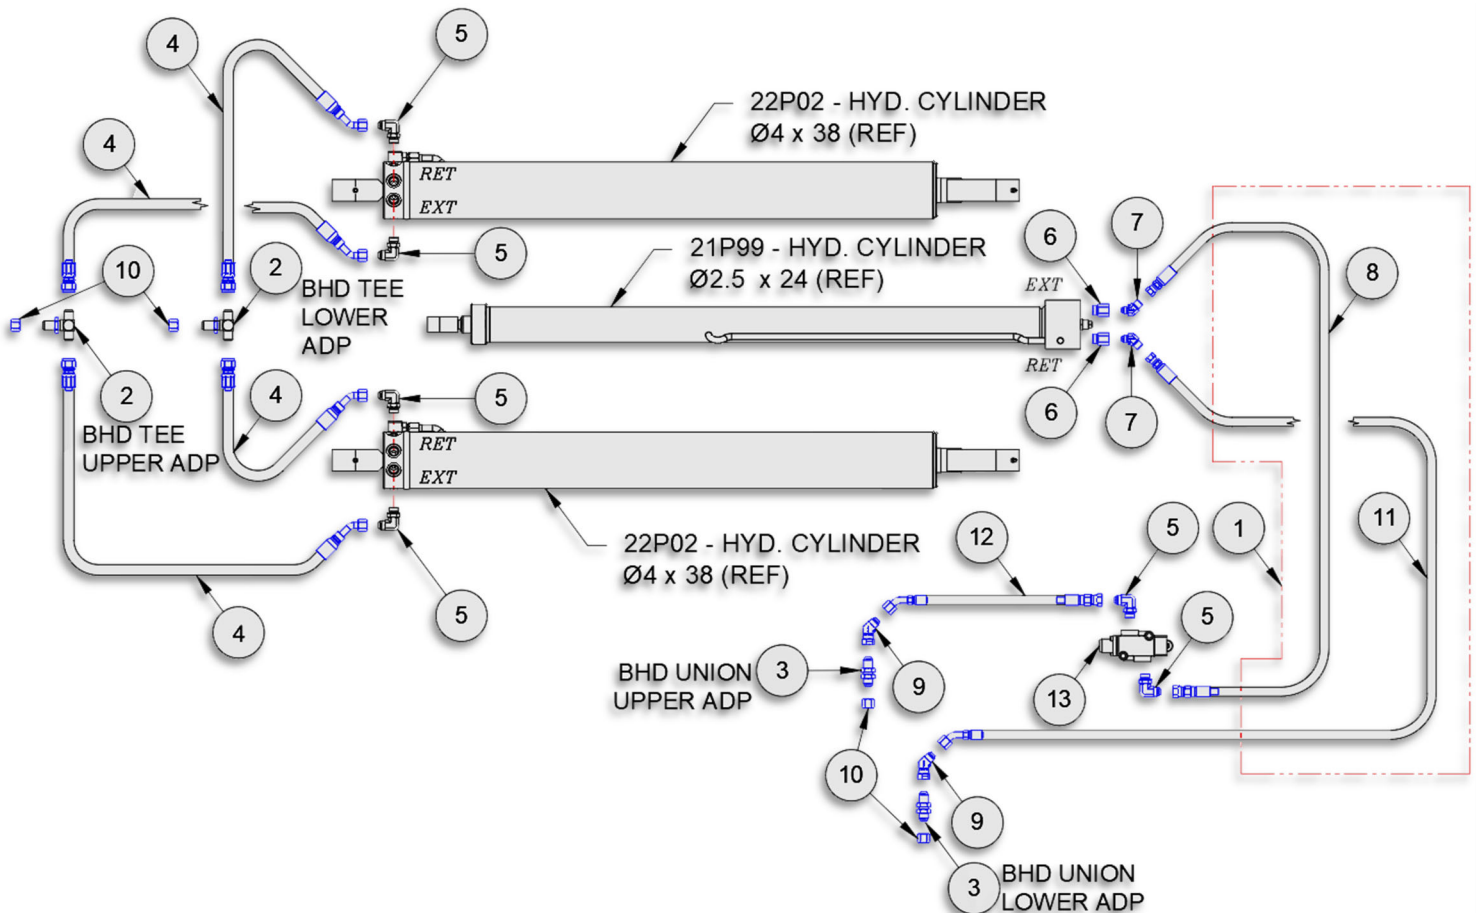 4
5
22P02 - HYD. CYLINDER
Ø4 x 38 (REF)
4
RET
EXT
5
10
2
BHD TEE
LOWER
ADP
21P99 - HYD. CYLINDER
Ø2.5 x 24 (REF)
EXT
6
7
8
2
BHD TEE
UPPER ADP
4
5
RET
6
7
RET
EXT
22P02 - HYD. CYLINDER
Ø4 x 38 (REF)
4
5
12
5
1
11
5
BHD UNION
UPPER ADP
3
9
13
10
9
3
BHD UNION
LOWER ADP